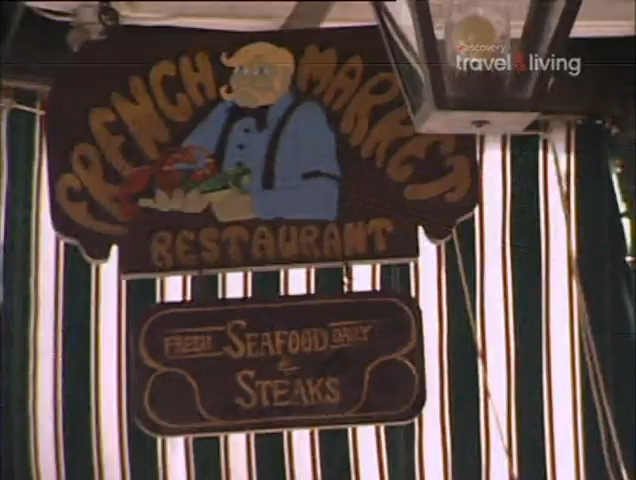 Discovery
travel&living
FRENCH MARKET
RESTAURANT
FRESH SEAFOOD DAILY
&
STEAKS